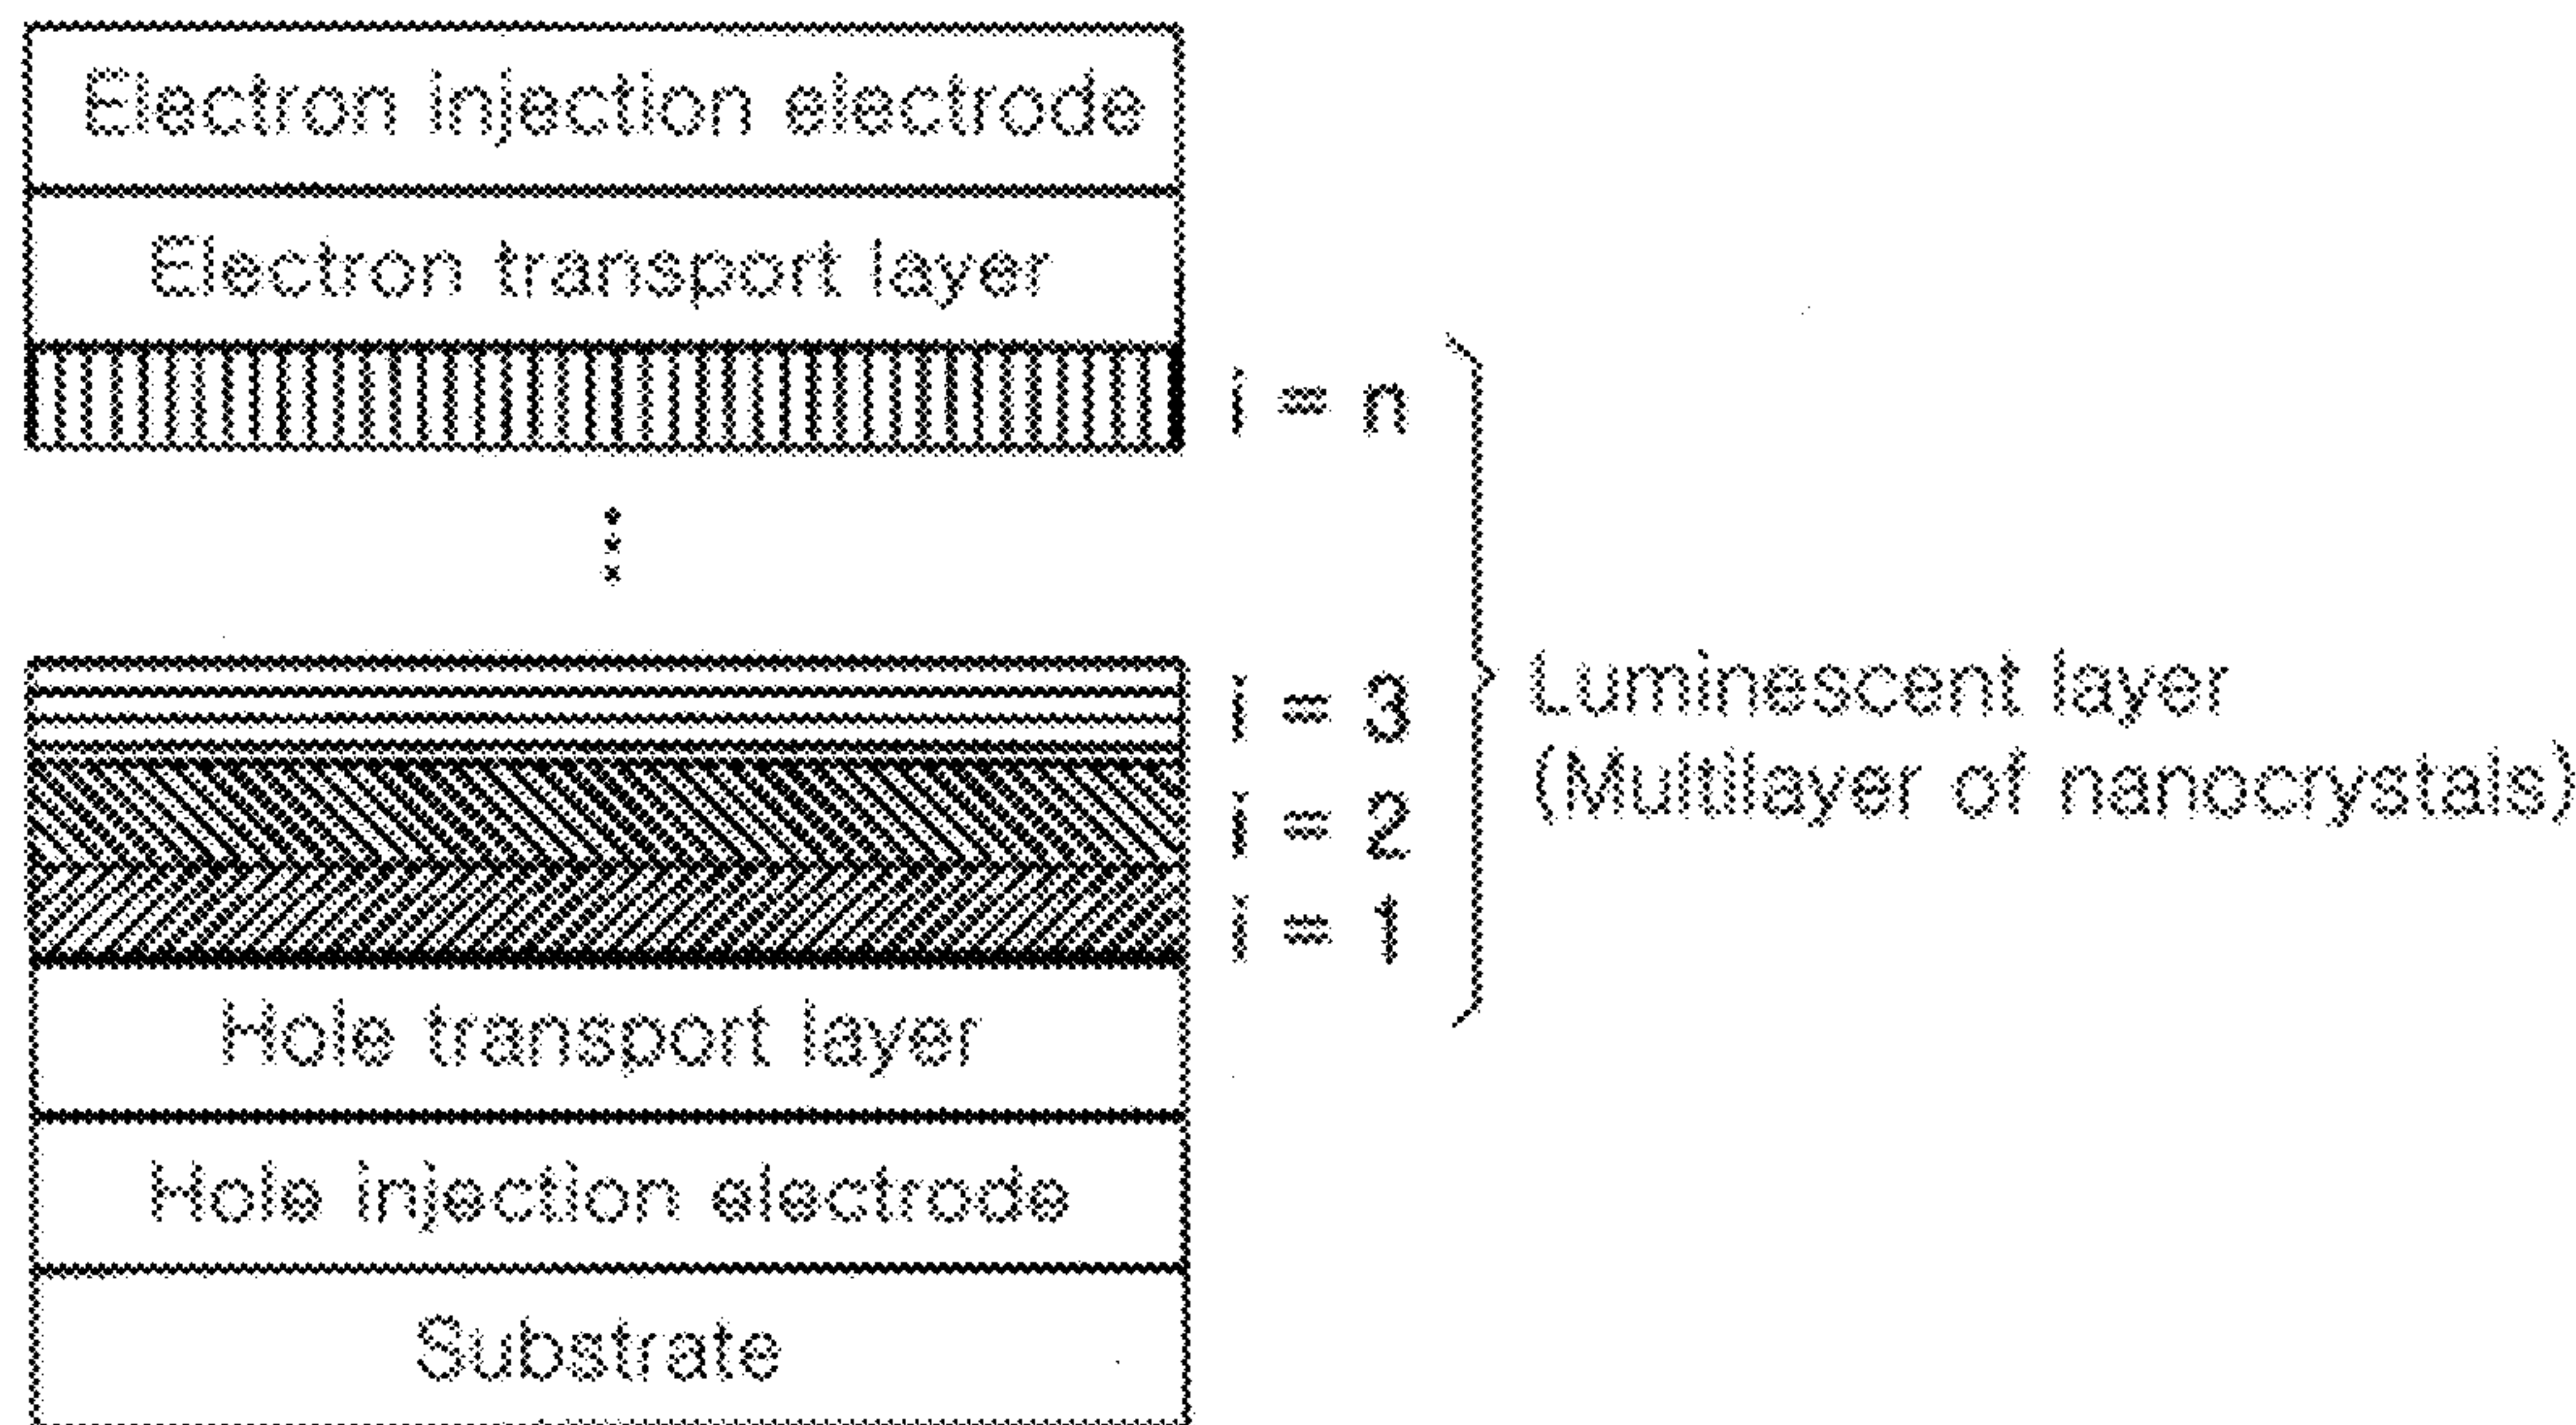 Electron injection electrode
Electron transport layer
i = n
i = 3
Luminescent layer
i = 2
(Multilayer of nanocrystals)
i = 1
Hole transport layer
Hole injection electrode
Substrate